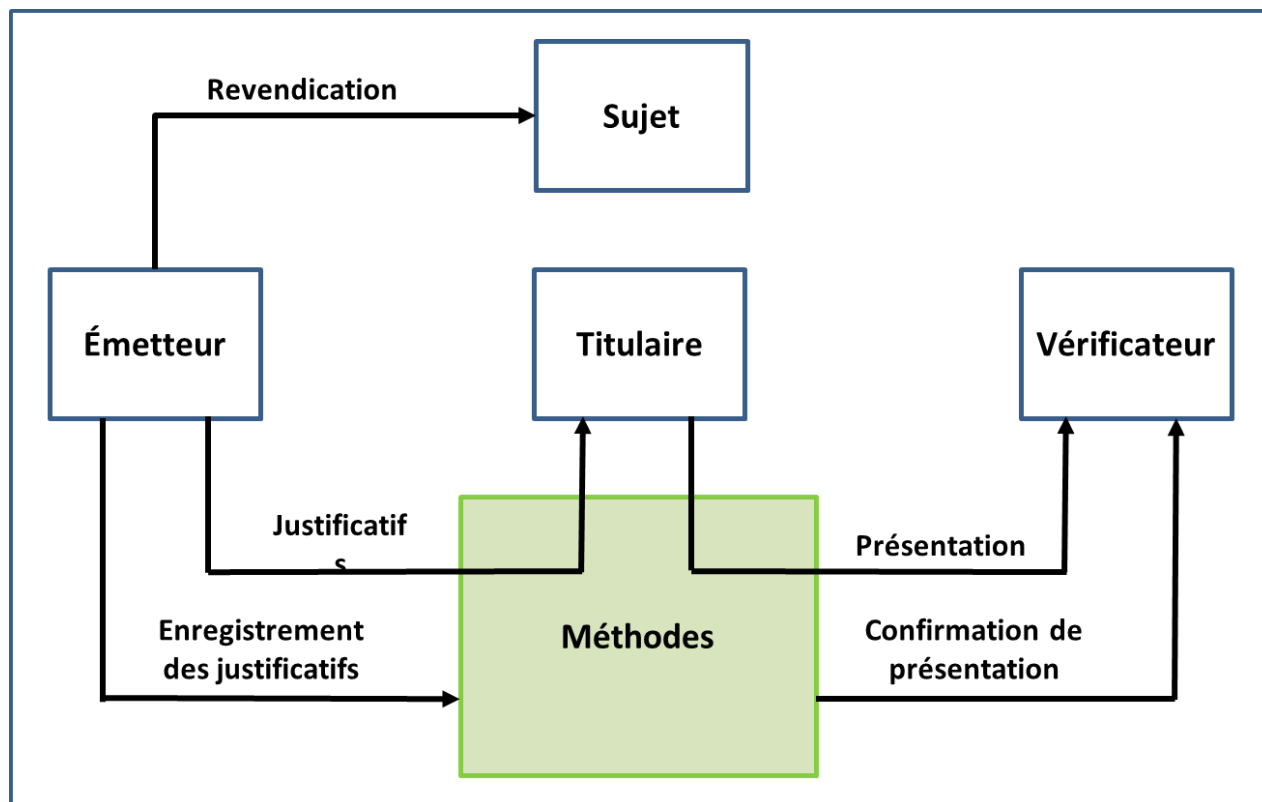 Revendication
Sujet
Émetteur
Titulaire
Vérificateur
Justificatif
s
Présentation
Enregistrement
des justificatifs
Méthodes
Confirmation de
présentation